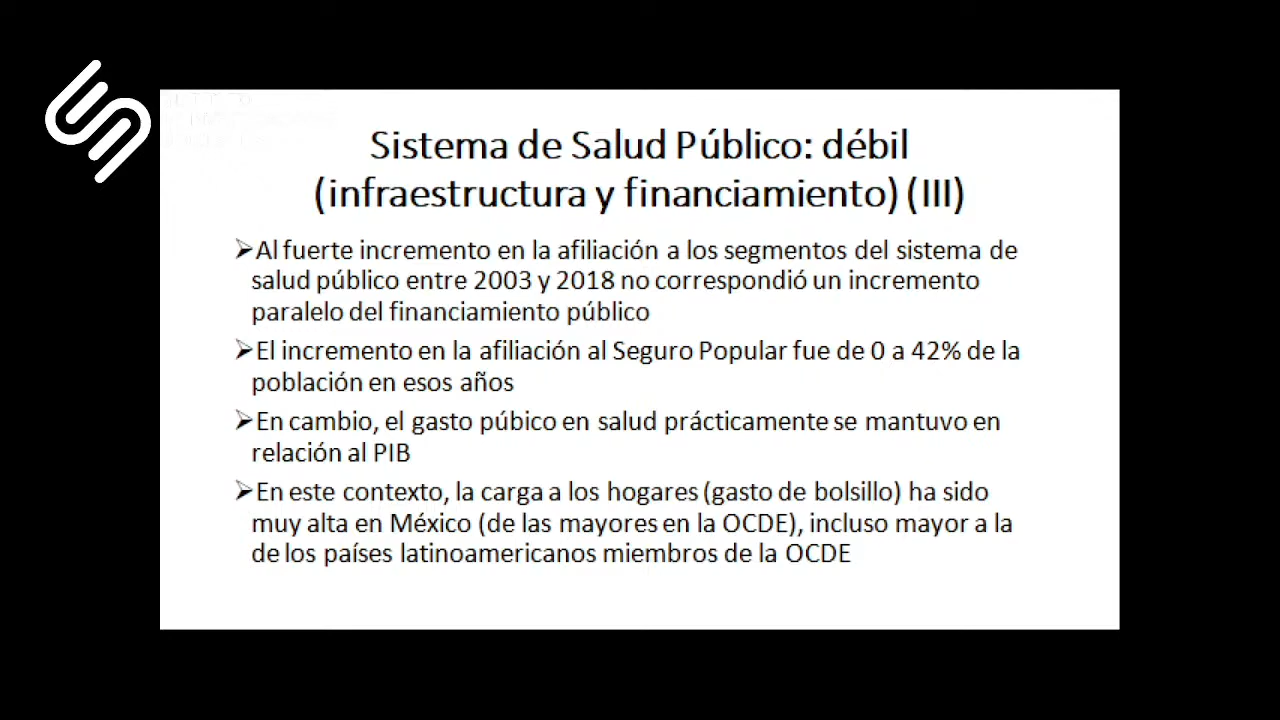 Sistema de Salud Público: débil
(infraestructura y financiamiento) (III)
➢Al fuerte incremento en la afiliación a los segmentos del sistema de
salud público entre 2003 y 2018 no correspondió un incremento
paralelo del financiamiento público
➢El incremento en la afiliación al Seguro Popular fue de 0 a 42% de la
población en esos años
➢En cambio, el gasto púbico en salud prácticamente se mantuvo en
relación al PIB
➢En este contexto, la carga a los hogares (gasto de bolsillo) ha sido
muy alta en México (de las mayores en la OCDE), incluso mayor a la
de los países latinoamericanos miembros de la OCDE